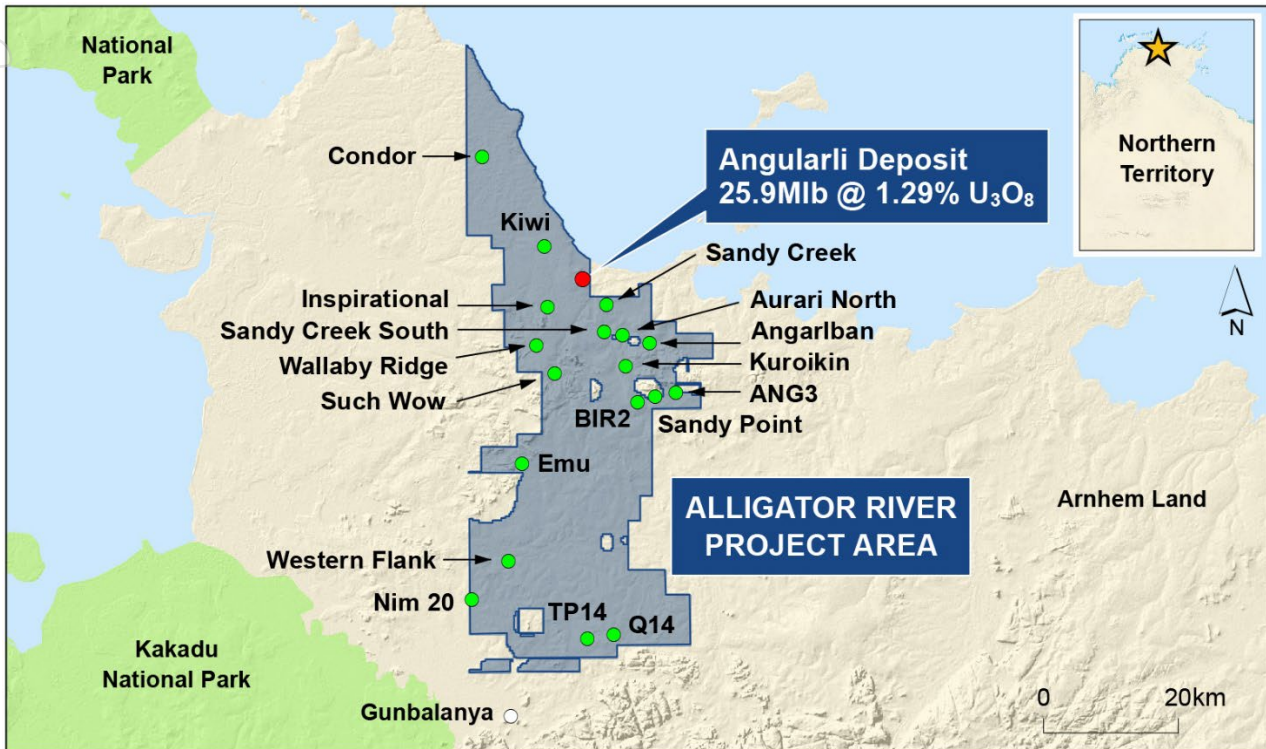 National
Park
Northern
Territory
Condor
Angularli Deposit
25.9Mlb @ 1.29% U₃O₈
Kiwi
Sandy Creek
N
Inspirational
Aurari North
Sandy Creek South
Angarlban
Wallaby Ridge
Kuroikin
Such Wow
ANG3
BIR2
Sandy Point
Emu
ALLIGATOR RIVER
PROJECT AREA
Arnhem Land
Western Flank
Nim 20
TP14
Q14
Kakadu
National Park
Gunbalanya
0 20km